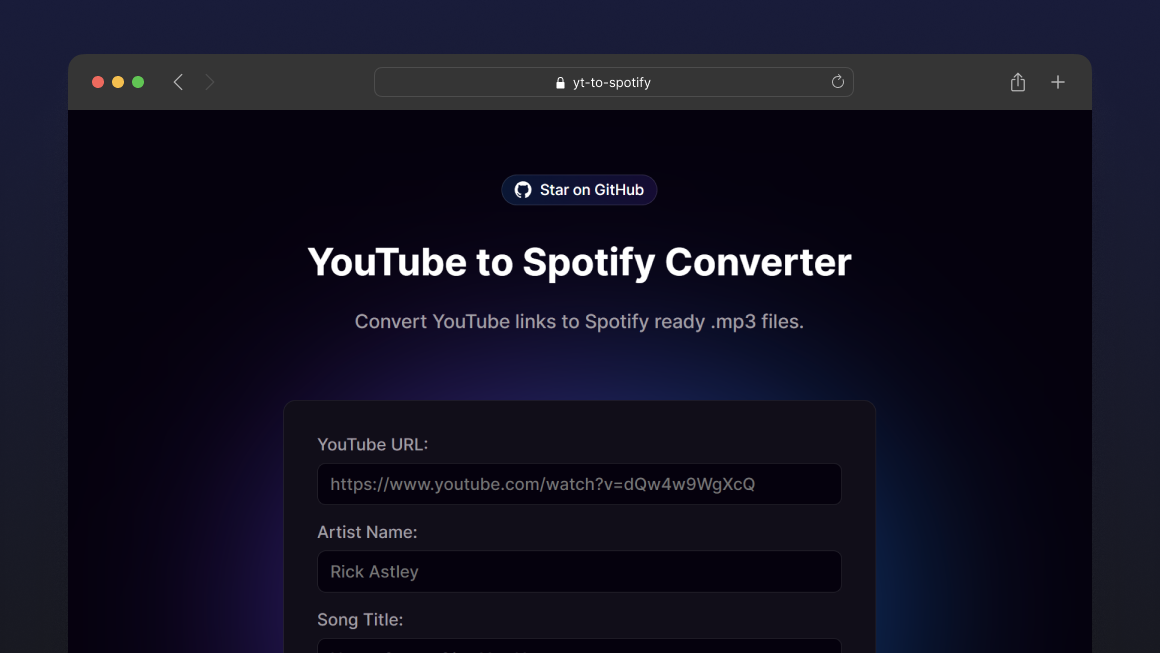 yt-to-spotify
Star on GitHub
YouTube to Spotify Converter
Convert YouTube links to Spotify ready .mp3 files.
YouTube URL:
https://www.youtube.com/watch?v=dQw4w9WgXcQ
Artist Name:
Rick Astley
Song Title: